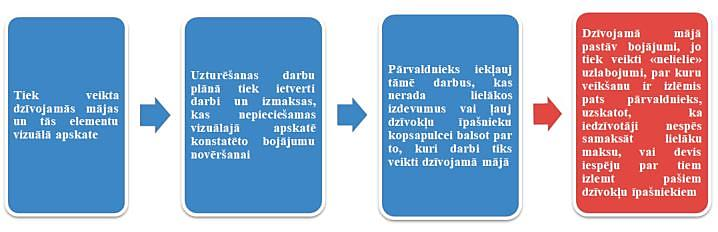 Tiek veikta
dzīvojamās mājas
un tās elementu
vizuālā apskate
Uzturēšanas darbu
plānā tiek ietverti
darbi un izmaksas,
kas nepieciešamas
vizuālajā apskatē
konstatēto bojājumu
novēršanai
Pārvaldnieks iekļauj
tāmē darbus, kas
nerada lielākos
izdevumus vai ļauj
dzīvokļu īpašnieku
kopsapulcei balsot par
to, kuri darbi tiks
veikti dzīvojamā mājā
Dzīvojamā mājā
pastāv bojājumi, jo
tiek veikti «nelielie»
uzlabojumi, par kuru
veikšanu ir izlēmis
pats pārvaldnieks,
uzskatot, ka
iedzīvotāji nespēs
samaksāt lielāku
maksu, vai devis
iespēju par tiem
izlemt pašiem
dzīvokļu īpašniekiem